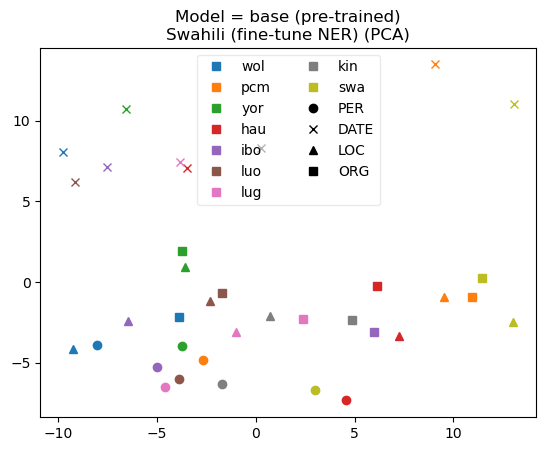 Model = base (pre-trained)
Swahili (fine-tune NER) (PCA)
wol
pcm
yor
hau
ibo
luo
lug
kin
swa
PER
DATE
LOC
ORG
10
5
0
−5
−10
−5
0
5
10